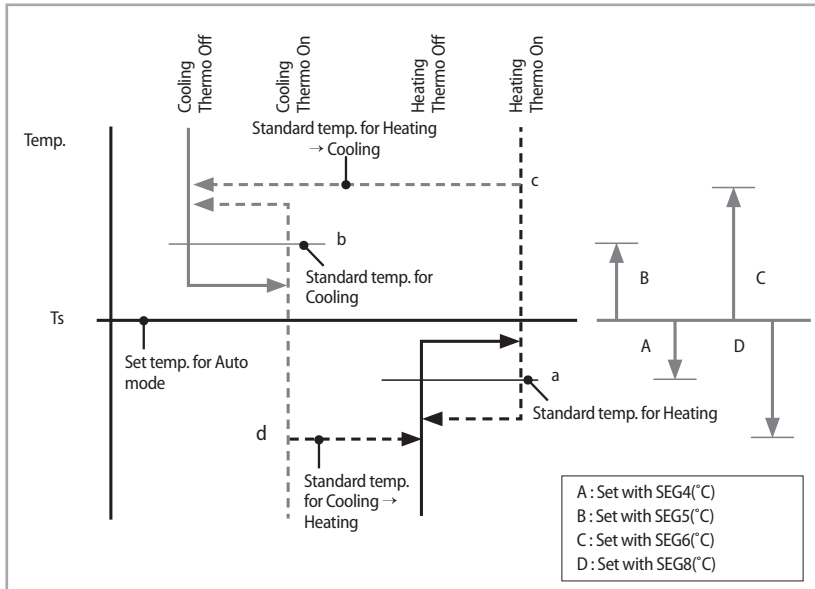 Cooling
Thermo Off
Cooling
Thermo On
Heating
Thermo Off
Heating
Thermo On
Temp.
Standard temp. for Heating
→ Cooling
c
b
Standard temp. for
Cooling
B
C
Ts
Set temp. for Auto
mode
A
D
a
Standard temp. for Heating
d
Standard temp.
for Cooling →
Heating
A : Set with SEG4(˚C)
B : Set with SEG5(˚C)
C : Set with SEG6(˚C)
D : Set with SEG8(˚C)